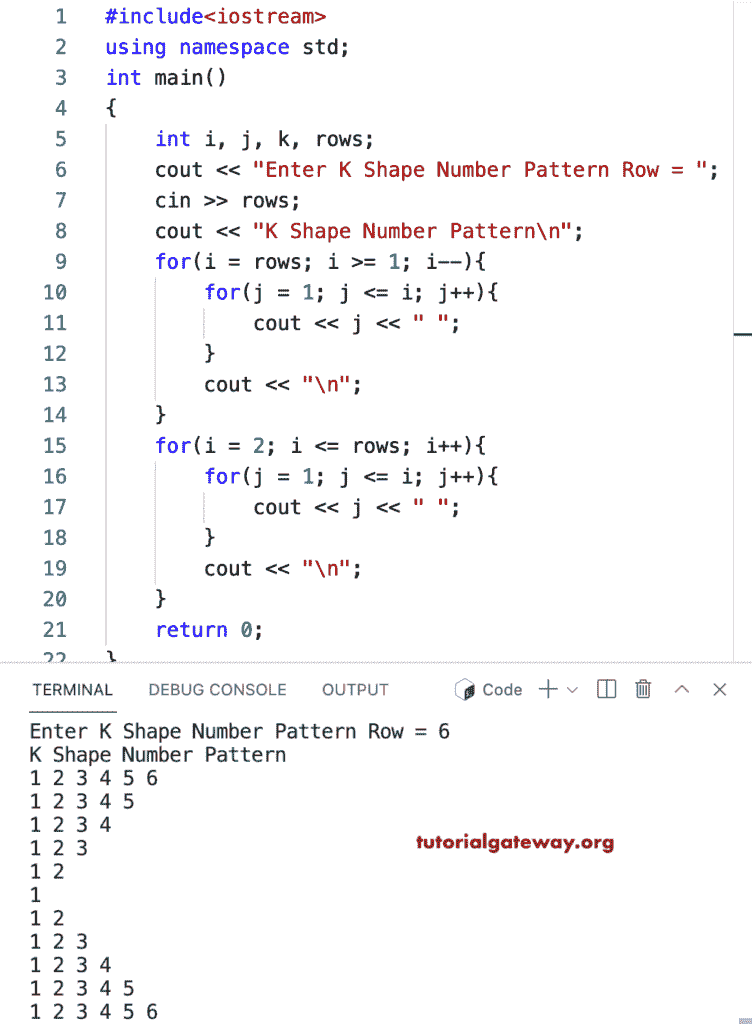 1 #include<iostream>
2 using namespace std;
3 int main()
4 {
5     int i, j, k, rows;
6     cout << "Enter K Shape Number Pattern Row = ";
7     cin >> rows;
8     cout << "K Shape Number Pattern\n";
9     for(i = rows; i >= 1; i--){
10         for(j = 1; j <= i; j++){
11             cout << j << " ";
12         }
13         cout << "\n";
14     }
15     for(i = 2; i <= rows; i++){
16         for(j = 1; j <= i; j++){
17             cout << j << " ";
18         }
19         cout << "\n";
20     }
21     return 0;
22 }
TERMINAL DEBUG CONSOLE OUTPUT Code
Enter K Shape Number Pattern Row = 6
K Shape Number Pattern
1 2 3 4 5 6
1 2 3 4 5
1 2 3 4
tutorialgateway.org
1 2 3
1 2
1
1 2
1 2 3
1 2 3 4
1 2 3 4 5
1 2 3 4 5 6